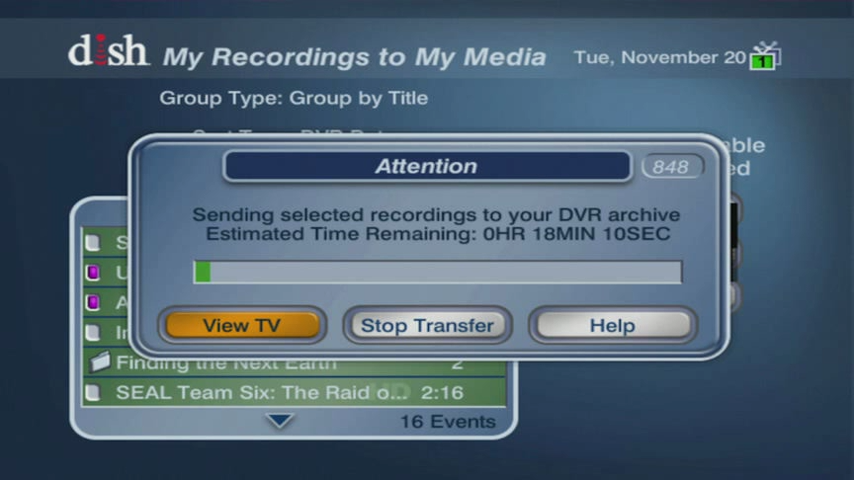 dish My Recordings to My Media Tue, November 20 1
Group Type: Group by Title
Attention 848
Sending selected recordings to your DVR archive
Estimated Time Remaining: 0HR 18MIN 10SEC
View TV Stop Transfer Help
Finding the Next Earth 2
SEAL Team Six: The Raid o... HD 2:16
16 Events